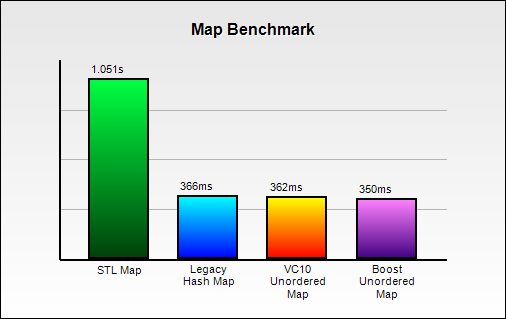 Map Benchmark
1.051s
366ms
362ms
350ms
STL Map
Legacy
Hash Map
VC10
Unordered
Map
Boost
Unordered
Map